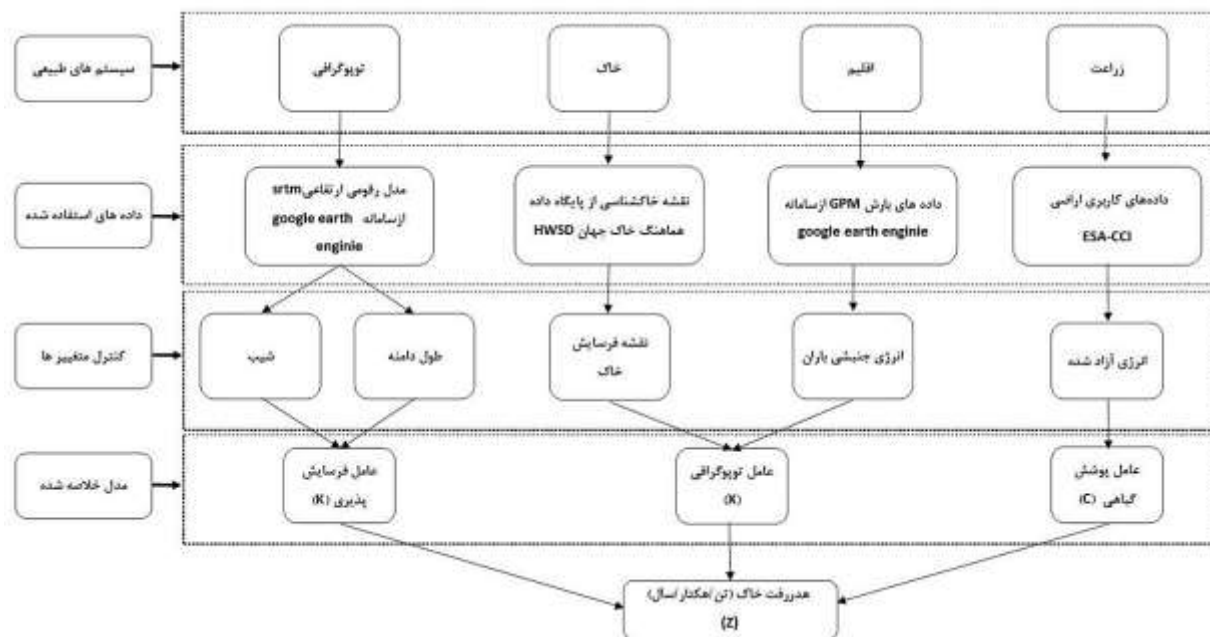 سیستم های طبیعی
توپوگرافی
خاک
اقلیم
زراعت
داده های استفاده شده
مدل رقومی ارتفاعیsrtm
ازسامانه google earth
enginie
نقشه خاکشناسی از پایگاه داده
هماهنگ خاک جهان HWSD
داده های بارش GPM ازسامانه
google earth enginie
داده‌های کاربری اراضی
ESA-CCI
کنترل متغییر ها
شیب
طول دامنه
نقشه فرسایش
خاک
انرژی جنبشی باران
انرژی آزاد شده
مدل خلاصه شده
عامل فرسایش
پذیری (K)
عامل توپوگرافی
(X)
عامل پوشش
گیاهی (C)
هدررفت خاک (تن/هکتار/سال)
(Z)